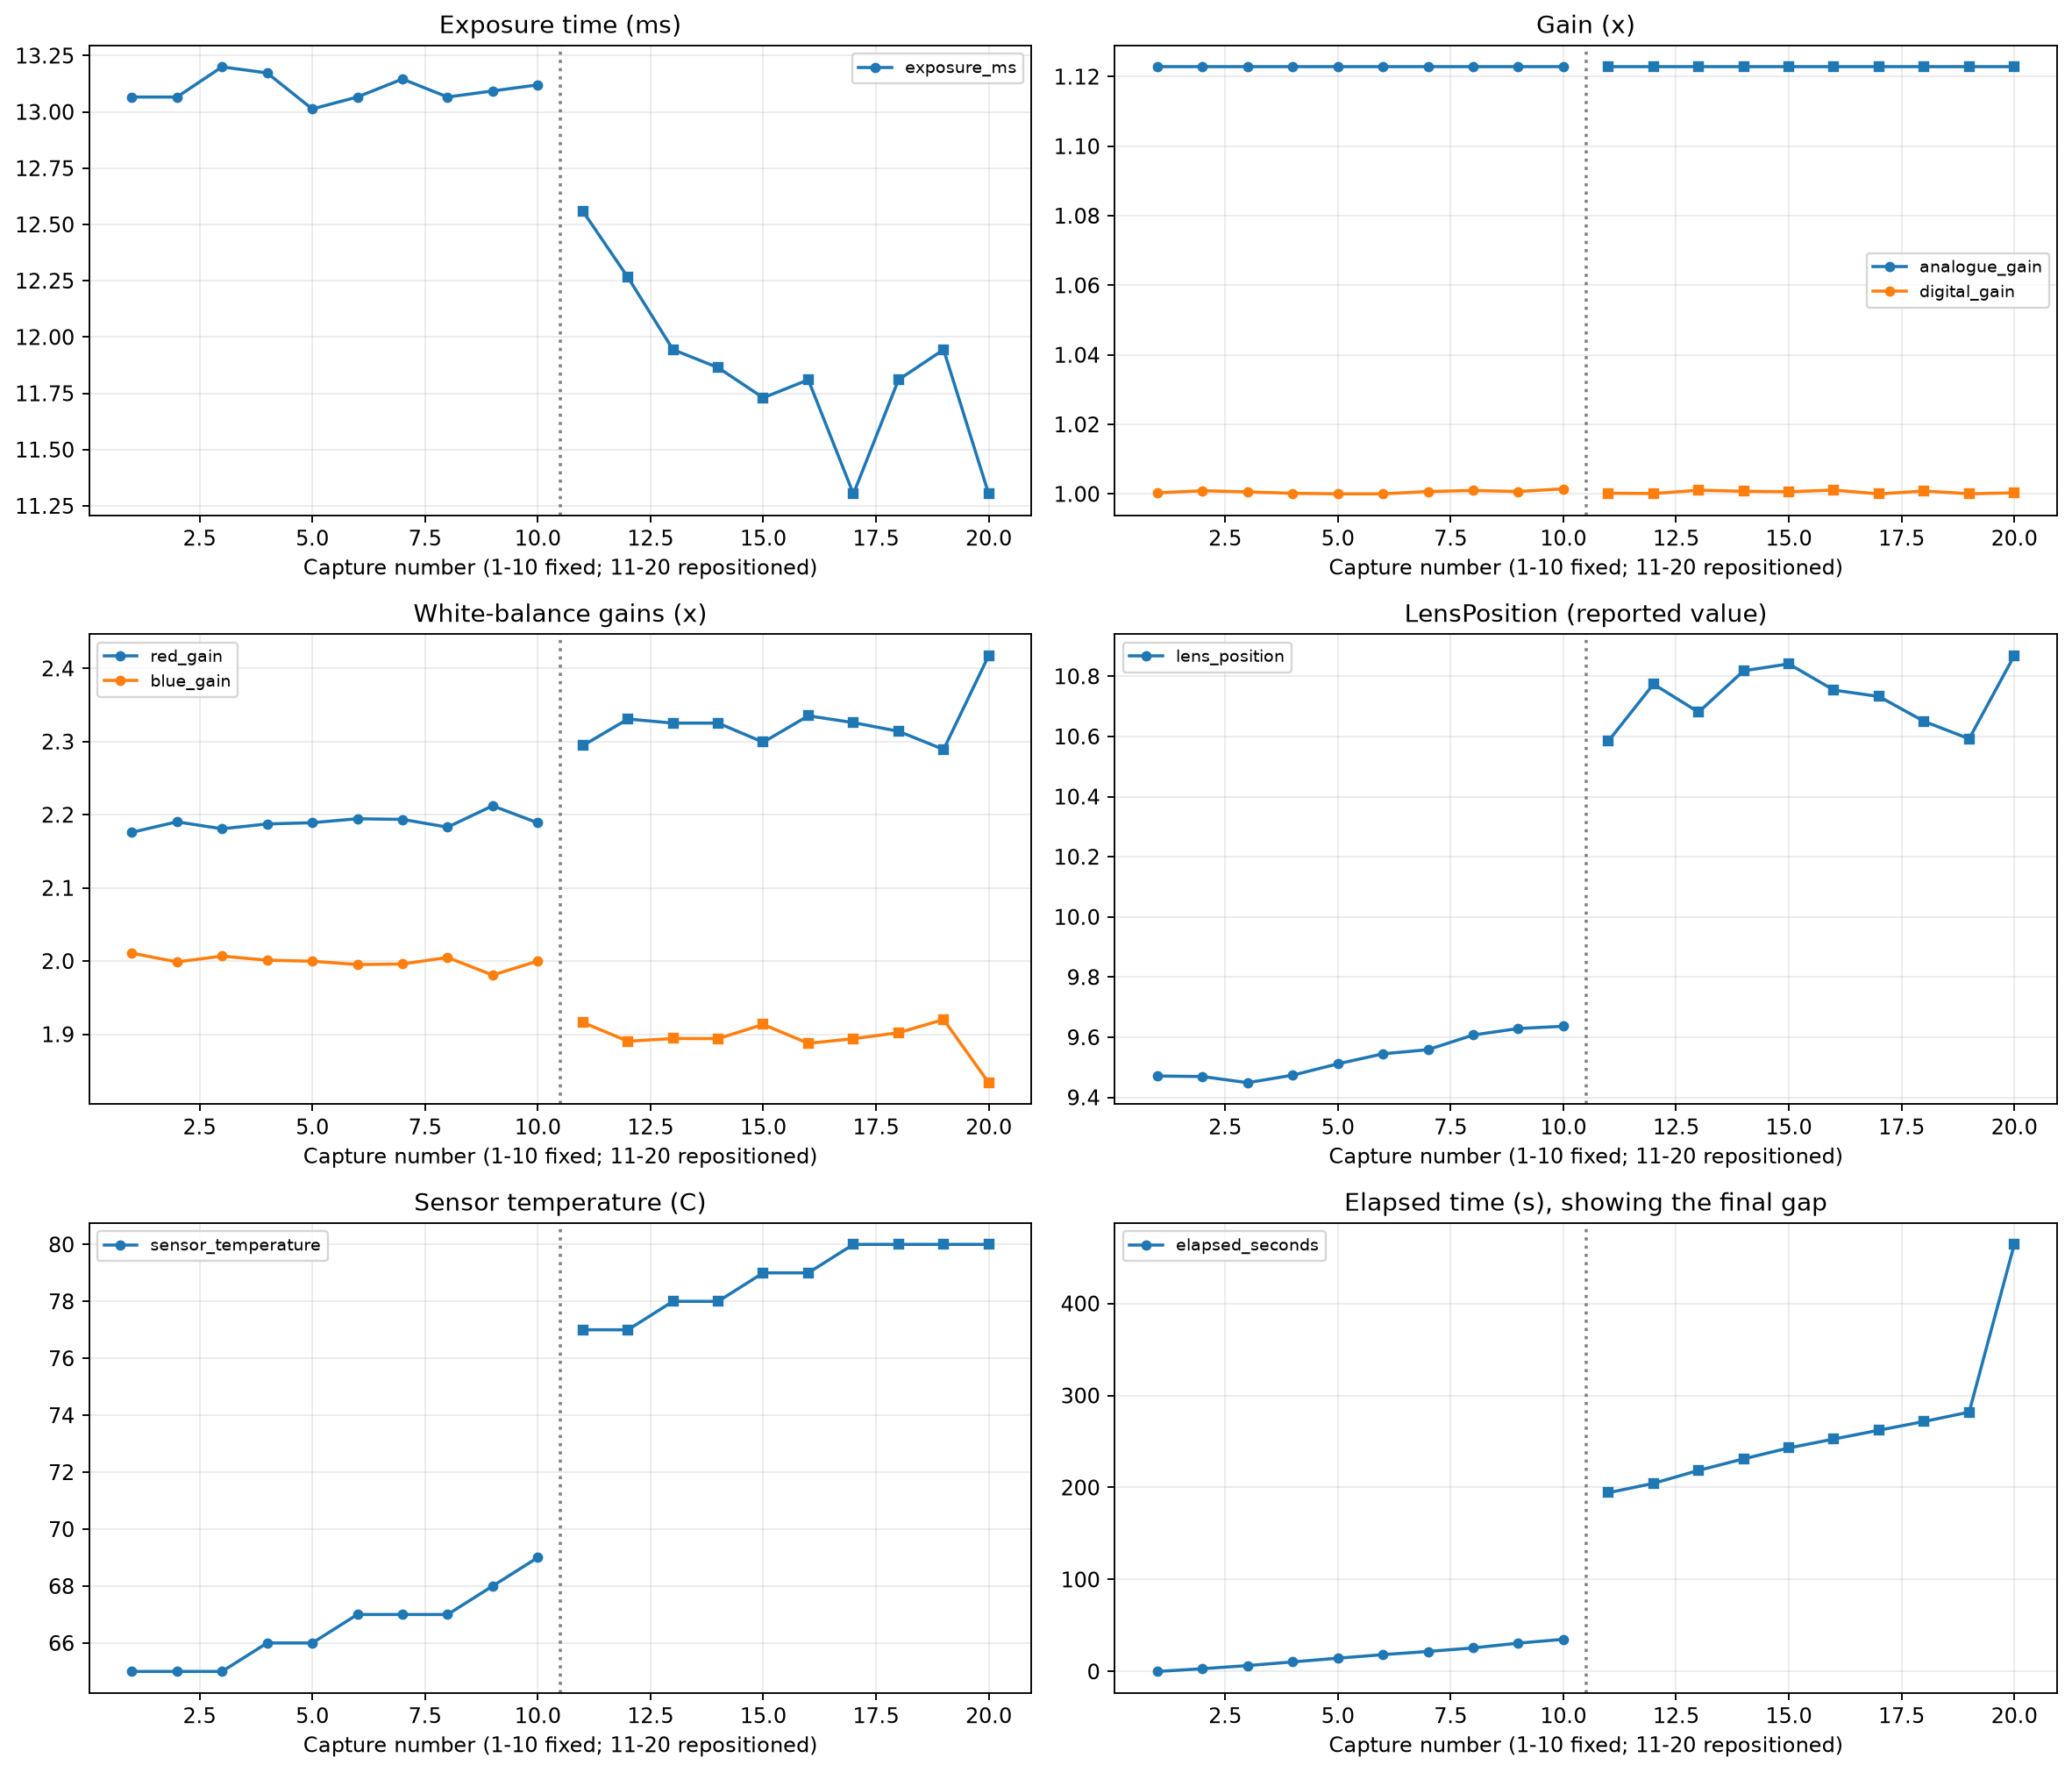 Exposure time (ms)
13.25
13.00
12.75
12.50
12.25
12.00
11.75
11.50
11.25
exposure_ms
2.5 5.0 7.5 10.0 12.5 15.0 17.5 20.0
Capture number (1-10 fixed; 11-20 repositioned)
Gain (x)
1.12
1.10
1.08
1.06
1.04
1.02
1.00
analogue_gain
digital_gain
2.5 5.0 7.5 10.0 12.5 15.0 17.5 20.0
Capture number (1-10 fixed; 11-20 repositioned)
White-balance gains (x)
red_gain
blue_gain
2.4
2.3
2.2
2.1
2.0
1.9
2.5 5.0 7.5 10.0 12.5 15.0 17.5 20.0
Capture number (1-10 fixed; 11-20 repositioned)
LensPosition (reported value)
lens_position
10.8
10.6
10.4
10.2
10.0
9.8
9.6
9.4
2.5 5.0 7.5 10.0 12.5 15.0 17.5 20.0
Capture number (1-10 fixed; 11-20 repositioned)
Sensor temperature (C)
sensor_temperature
80
78
76
74
72
70
68
66
2.5 5.0 7.5 10.0 12.5 15.0 17.5 20.0
Capture number (1-10 fixed; 11-20 repositioned)
Elapsed time (s), showing the final gap
elapsed_seconds
400
300
200
100
0
2.5 5.0 7.5 10.0 12.5 15.0 17.5 20.0
Capture number (1-10 fixed; 11-20 repositioned)